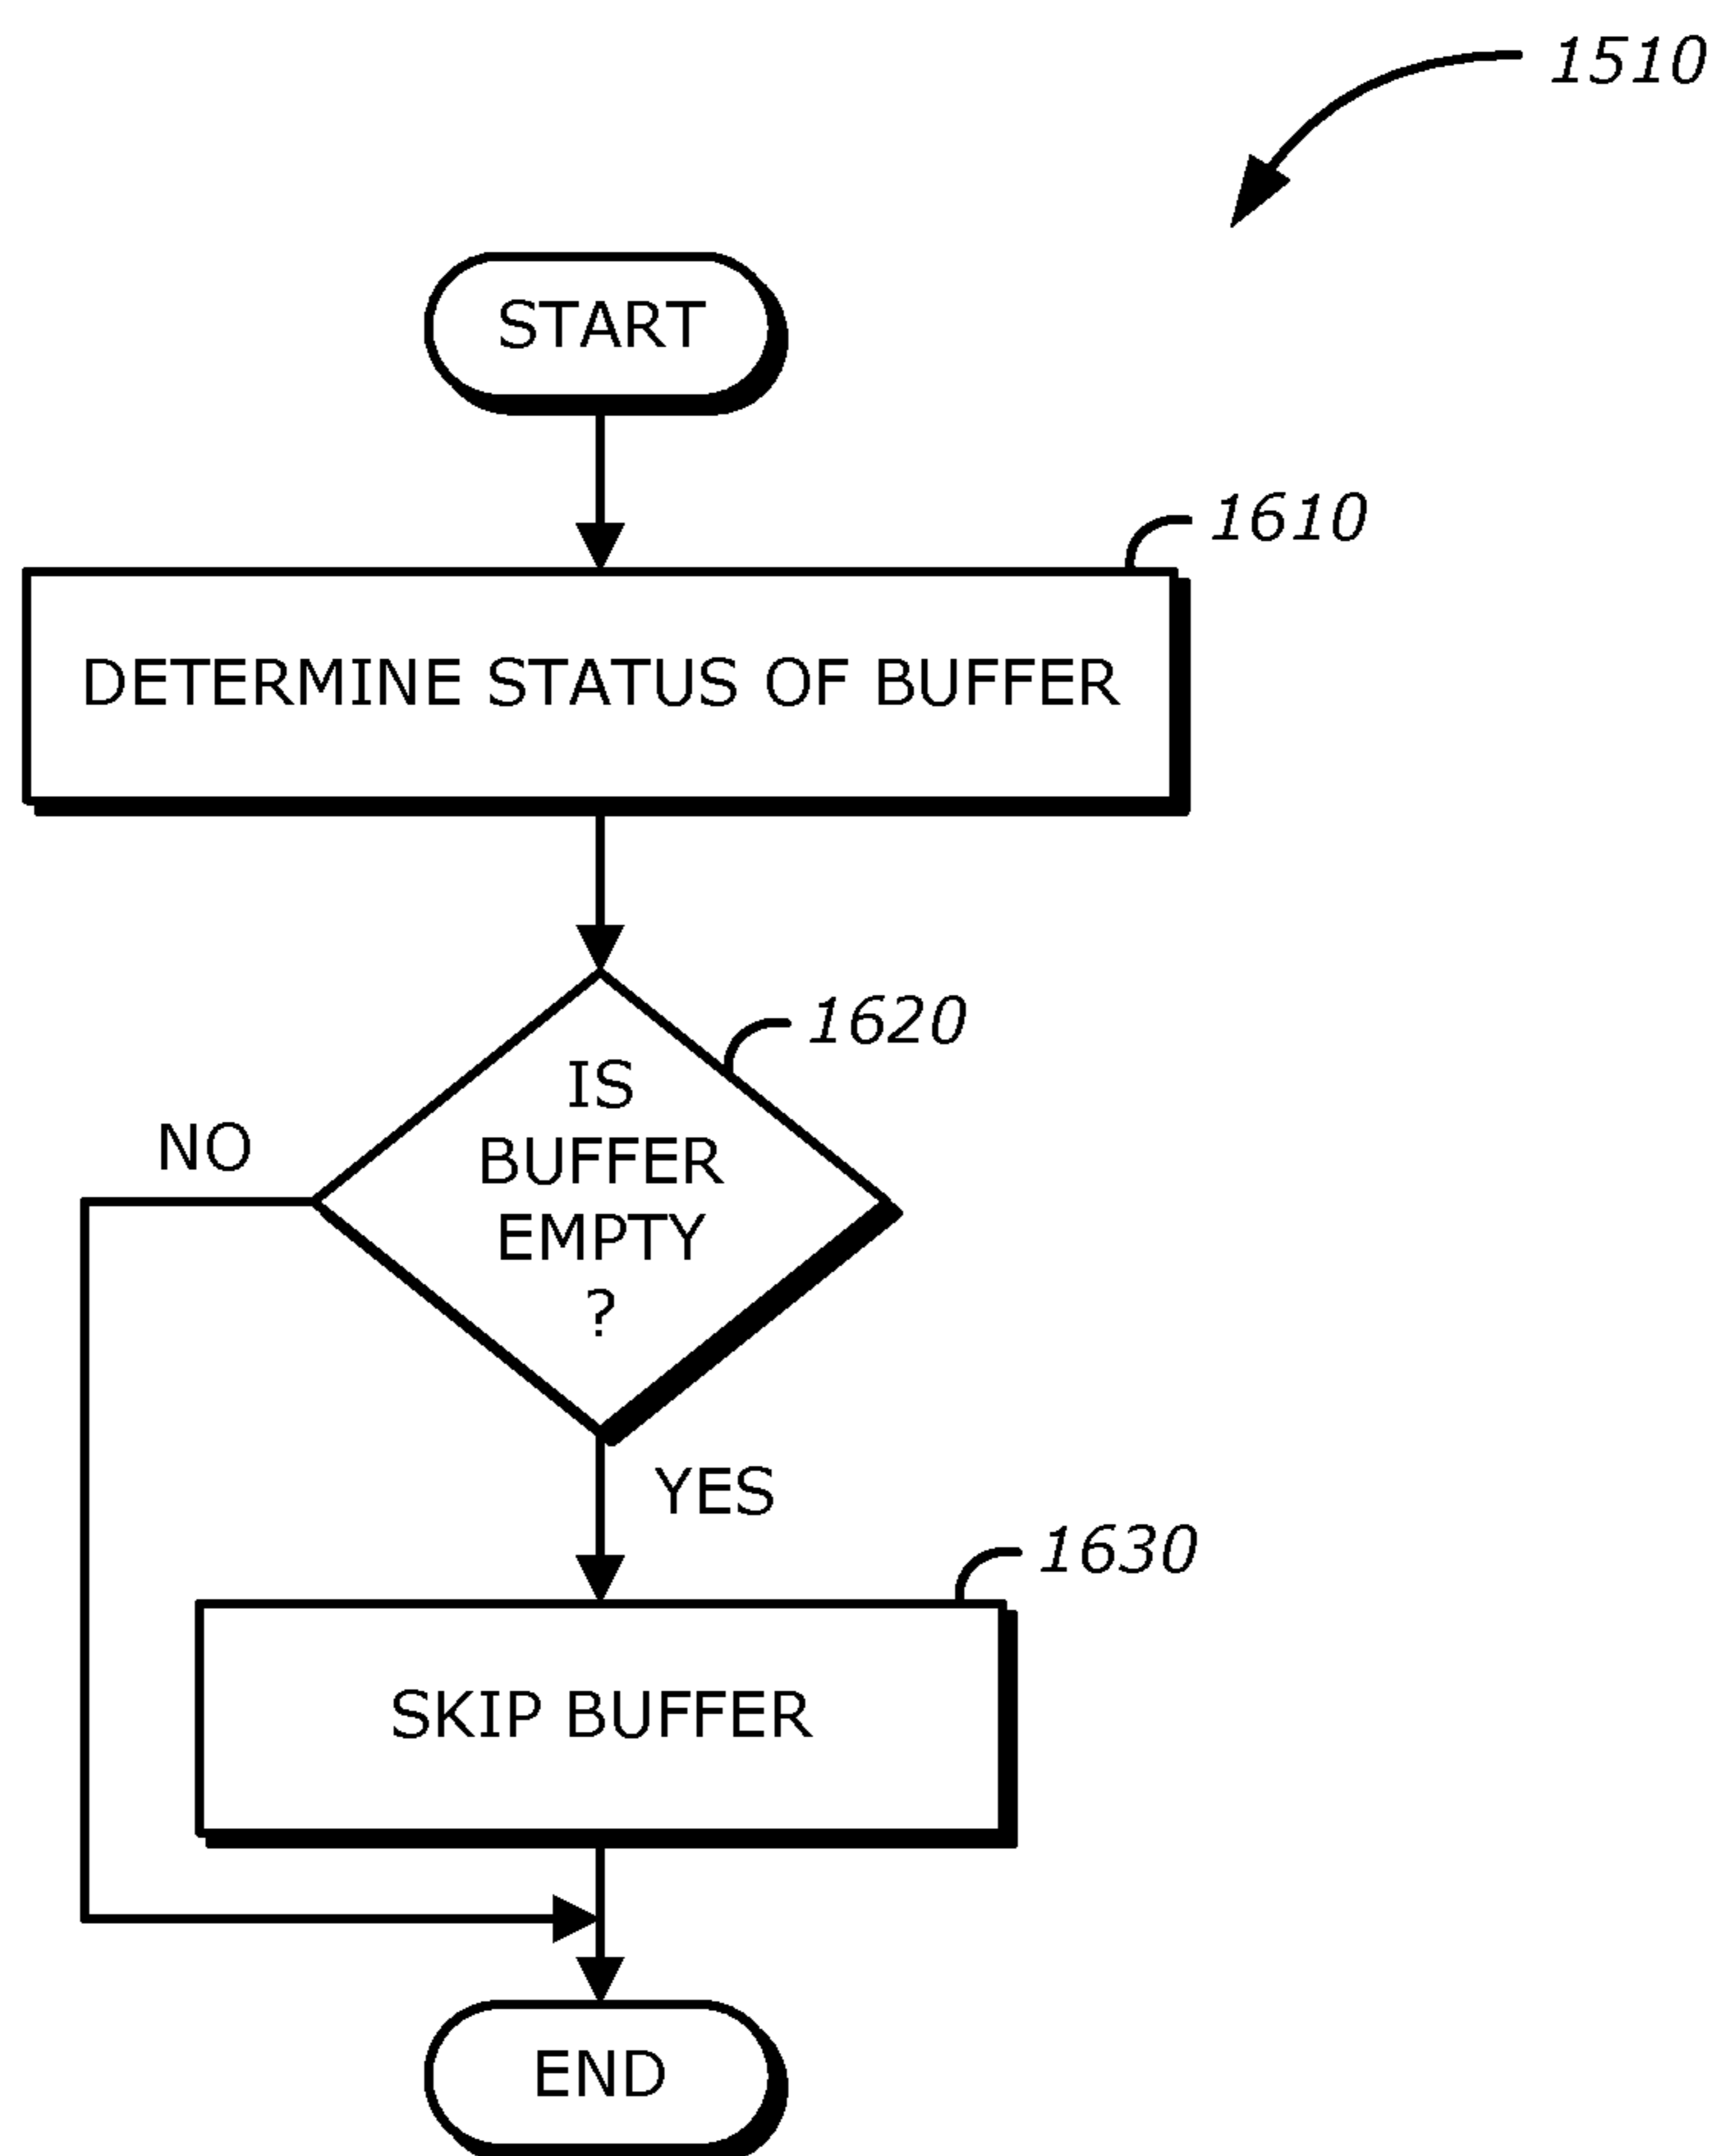 1510
START
1610
DETERMINE STATUS OF BUFFER
1620
IS
BUFFER
EMPTY
?
NO
YES
1630
SKIP BUFFER
END